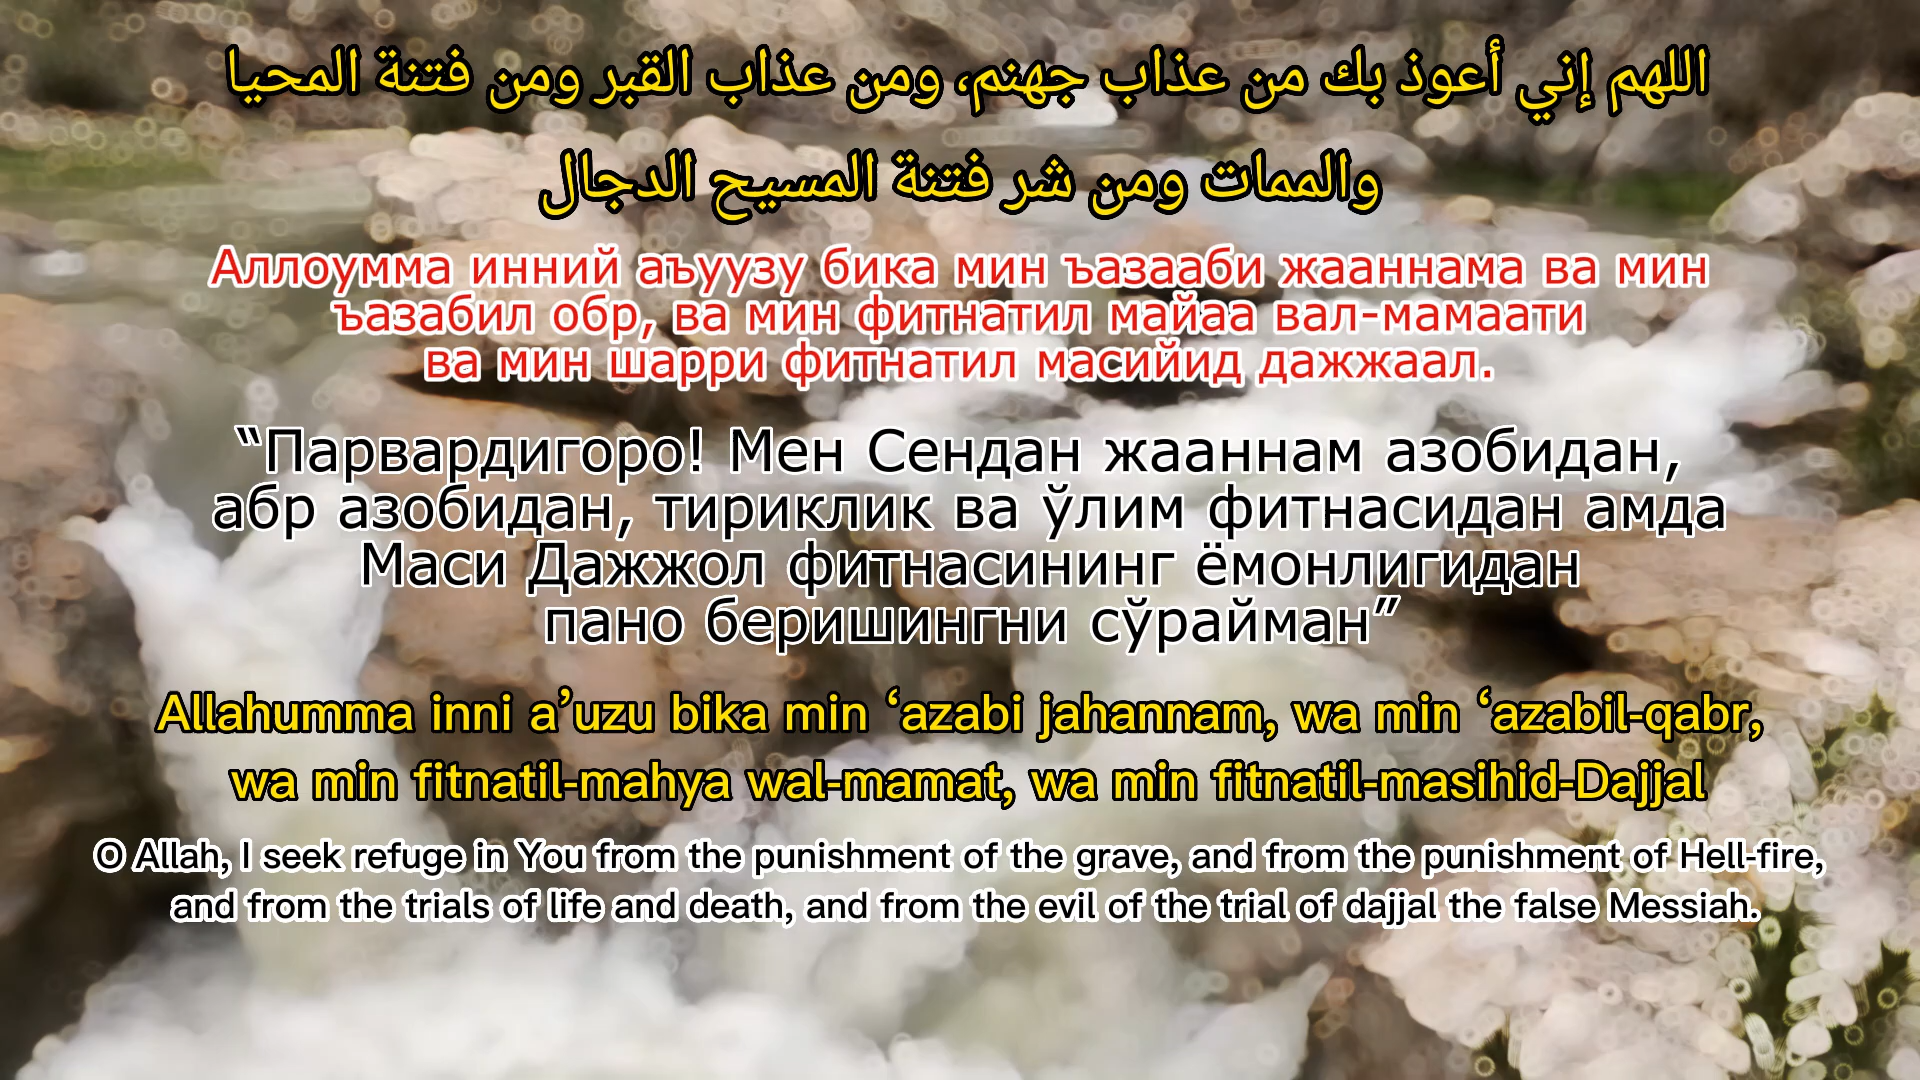 اللهم إني أعوذ بك من عذاب جهنم، ومن عذاب القبر ومن فتنة المحيا
والممات ومن شر فتنة المسيح الدجال
Аллоумма инний аъуузу бика мин ъазааби жааннама ва мин
ъазабил обр, ва мин фитнатил майаа вал-мамаати
ва мин шарри фитнатил масийид дажжаал.
“Парвардигоро! Мен Сендан жааннам азобидан,
абр азобидан, тириклик ва ўлим фитнасидан амда
Маси Дажжол фитнасининг ёмонлигидан
пано беришингни сўрайман”
Allahumma inni a’uzu bika min ‘azabi jahannam, wa min ‘azabil-qabr,
wa min fitnatil-mahya wal-mamat, wa min fitnatil-masihid-Dajjal
O Allah, I seek refuge in You from the punishment of the grave, and from the punishment of Hell-fire,
and from the trials of life and death, and from the evil of the trial of dajjal the false Messiah.